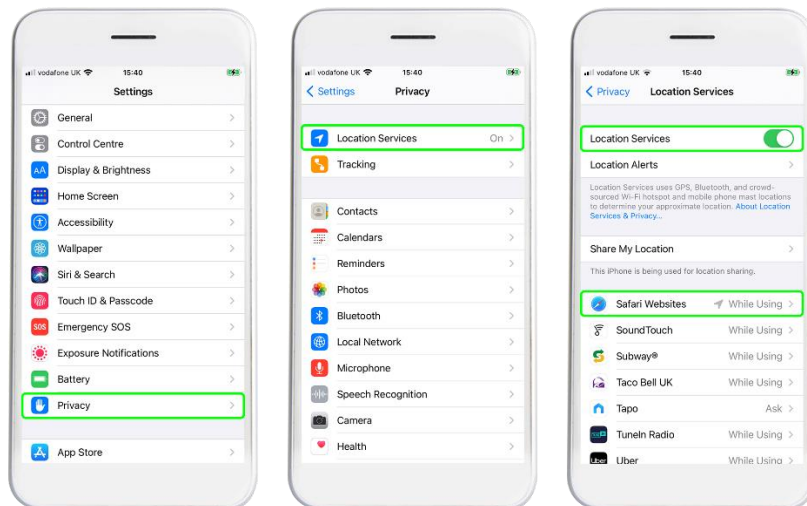 vodafone UK 15:40
Settings
General
Control Centre
AA Display & Brightness
Home Screen
Accessibility
Wallpaper
Siri & Search
Touch ID & Passcode
SOS Emergency SOS
Exposure Notifications
Battery
Privacy
App Store
vodafone UK 15:40
Settings Privacy
Location Services On
Tracking
Contacts
Calendars
Reminders
Photos
Bluetooth
Local Network
Microphone
Speech Recognition
Camera
Health
vodafone UK 15:40
Privacy Location Services
Location Services
Location Alerts
Location Services uses GPS, Bluetooth, and crowd-
sourced Wi-Fi hotspot and mobile phone mast locations
to determine your approximate location. About Location
Services & Privacy...
Share My Location
This iPhone is being used for location sharing.
Safari Websites While Using
SoundTouch While Using
Subway® While Using
Taco Bell UK While Using
Tapo Ask
TuneIn Radio While Using
Uber Uber While Using